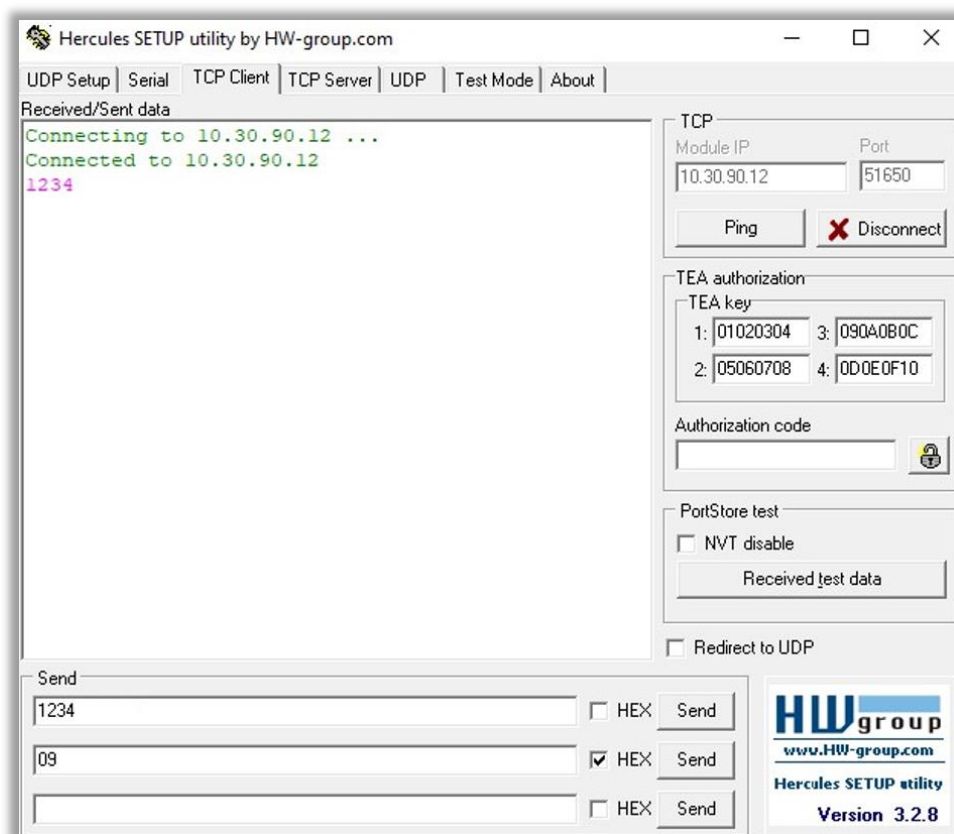 Hercules SETUP utility by HW-group.com
UDP Setup Serial TCP Client TCP Server UDP Test Mode About
Received/Sent data
Connecting to 10.30.90.12 ...
Connected to 10.30.90.12
1234
TCP
Module IP Port
10.30.90.12 51650
Ping Disconnect
TEA authorization
TEA key
1: 01020304 3: 090A0B0C
2: 05060708 4: 0D0E0F10
Authorization code
PortStore test
NVT disable
Received test data
Redirect to UDP
Send
1234 HEX Send
09 HEX Send
HEX Send
HW group
www.HW-group.com
Hercules SETUP utility
Version 3.2.8